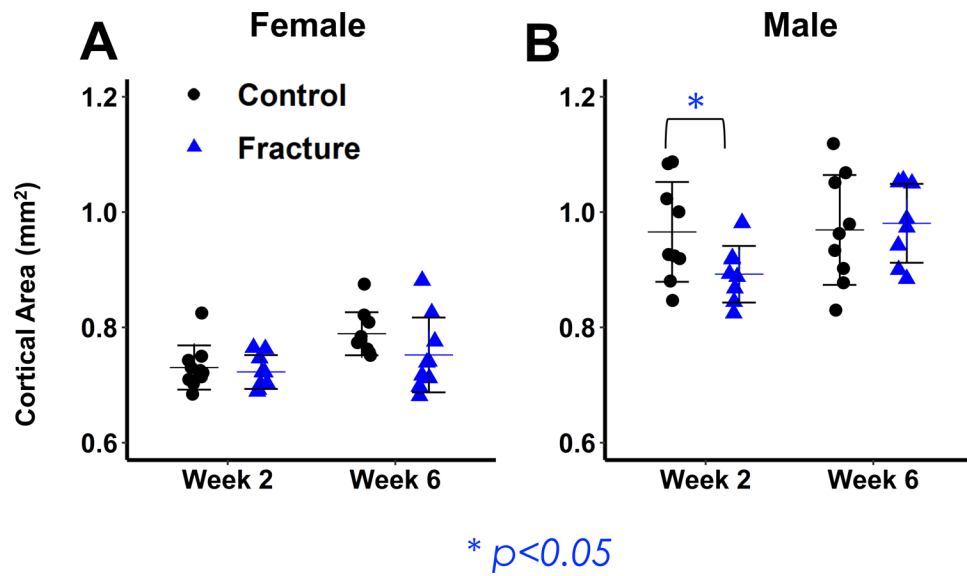 A Female
Control
Fracture
Cortical Area (mm²)
1.2
1.0
0.8
0.6
Week 2 Week 6
B Male
*
1.2
1.0
0.8
0.6
Week 2 Week 6
* p<0.05